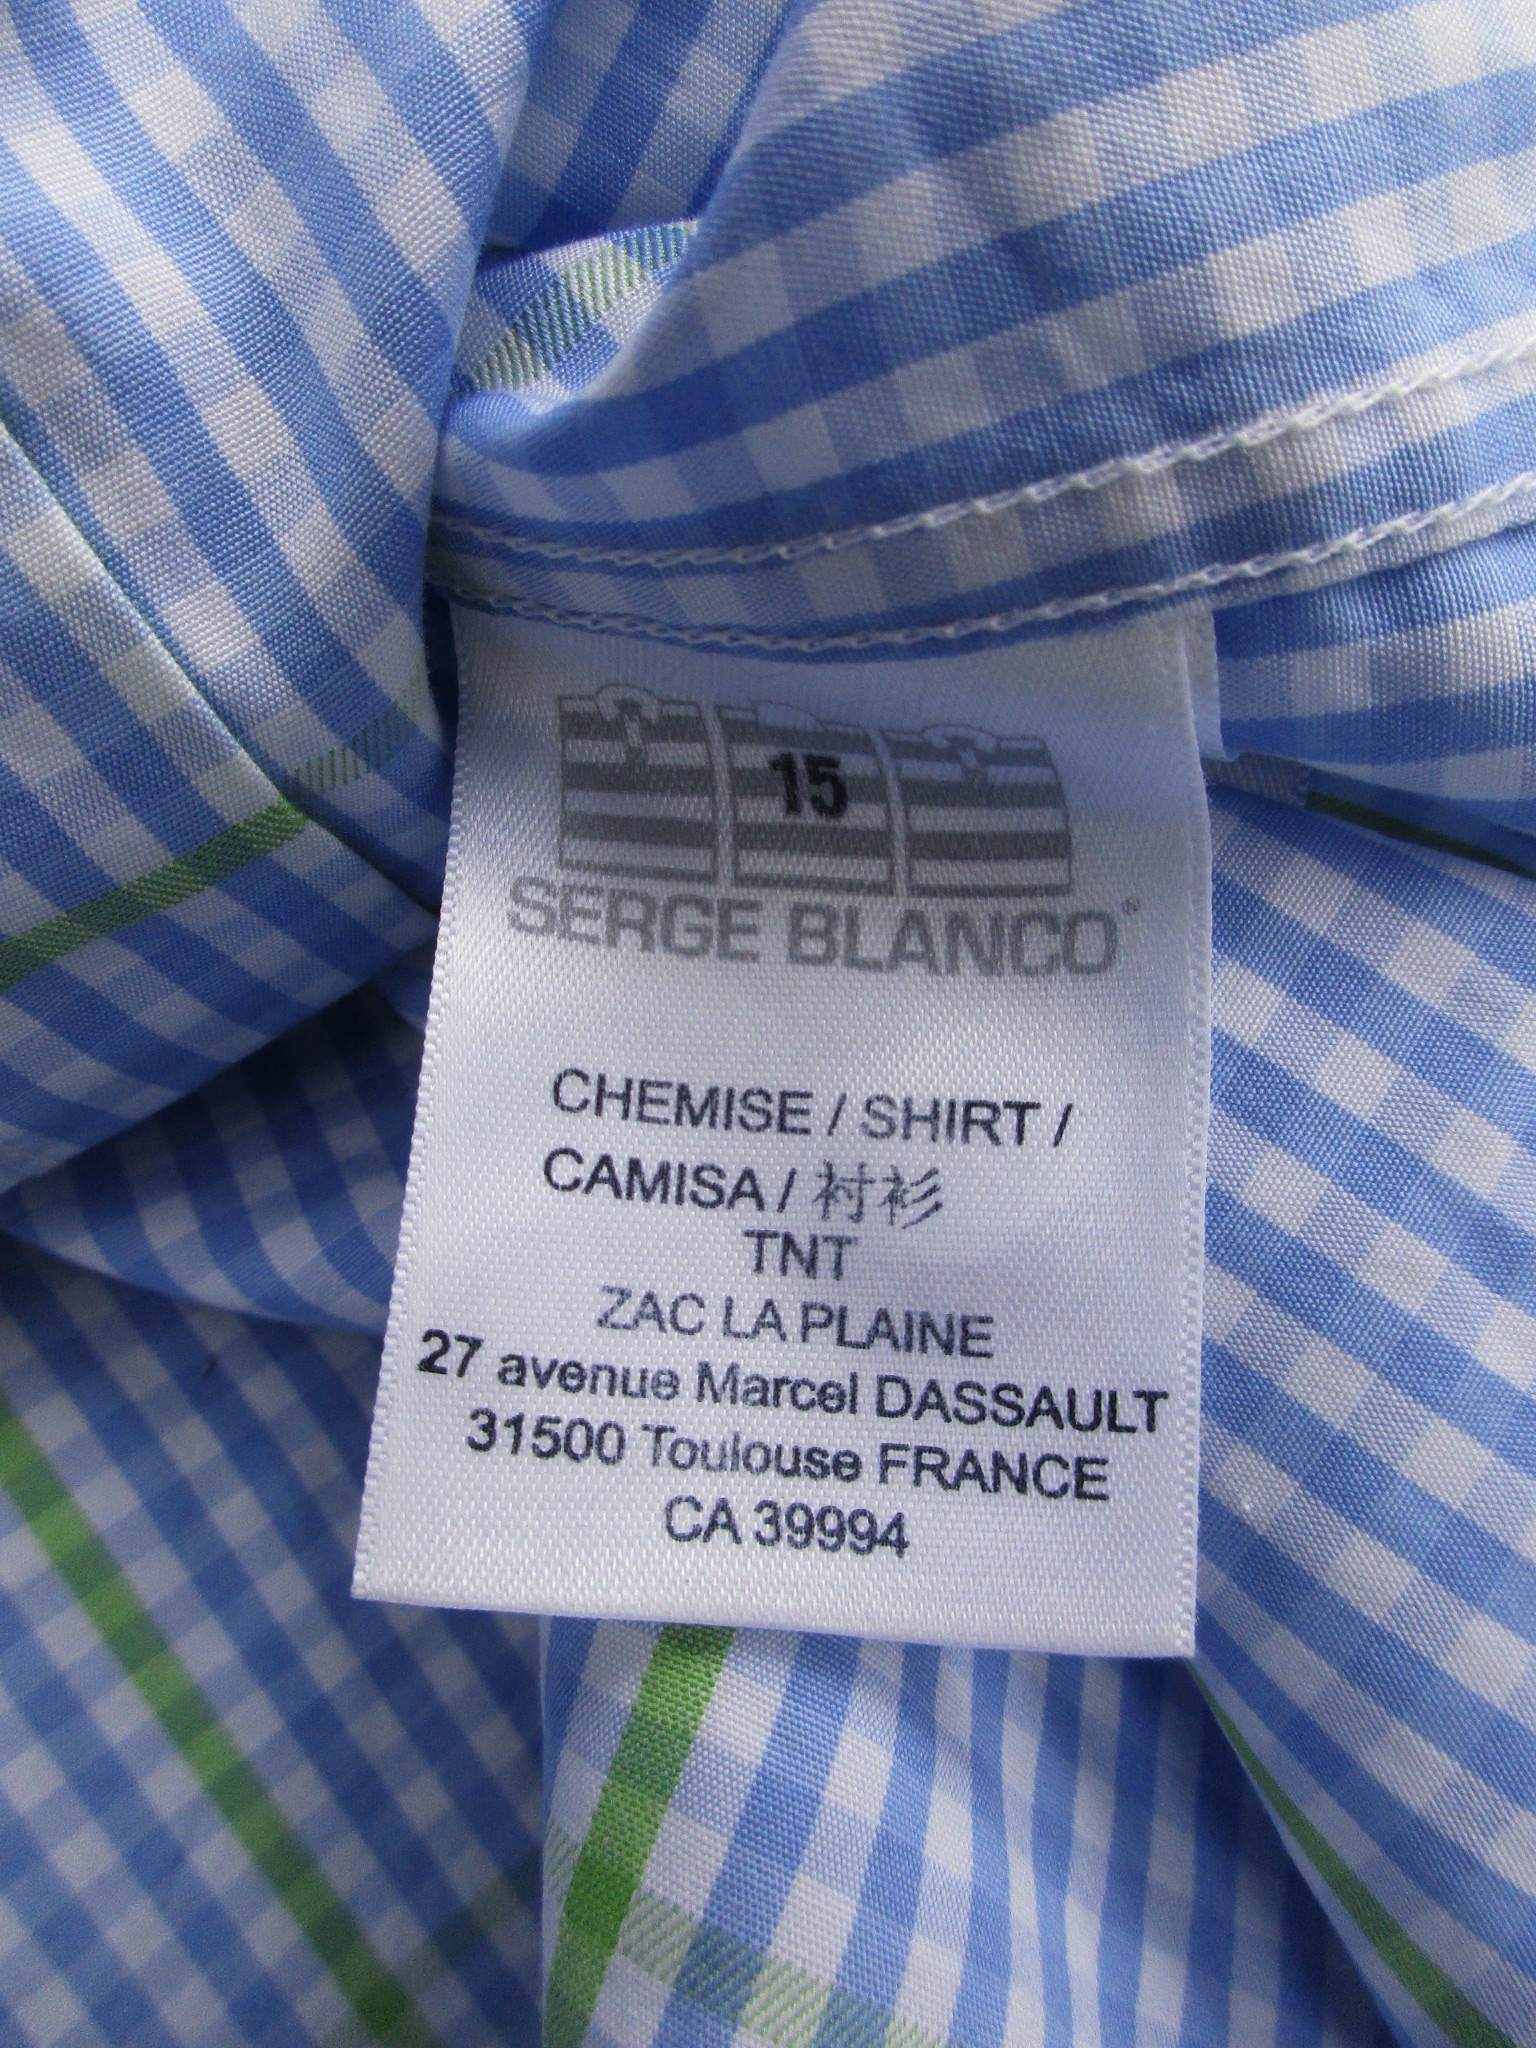 15
SERGE BLANCO®
CHEMISE / SHIRT /
CAMISA / 衬衫
TNT
ZAC LA PLAINE
27 avenue Marcel DASSAULT
31500 Toulouse FRANCE
CA 39994